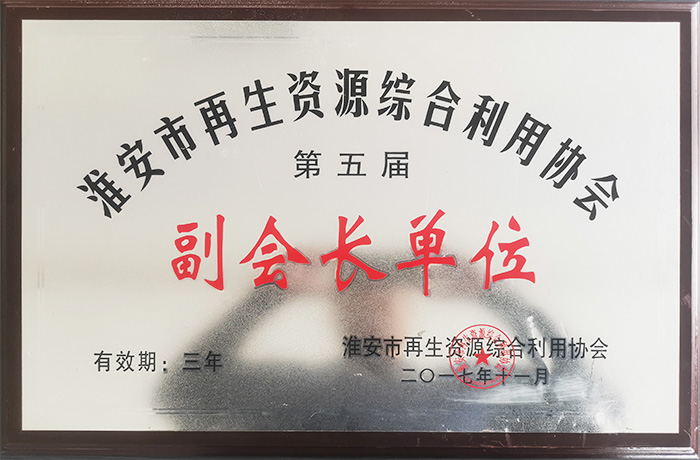 淮安市再生资源综合利用协会
第五届
副会长单位
有效期：三年
淮安市再生资源综合利用协会
二〇一七年十一月